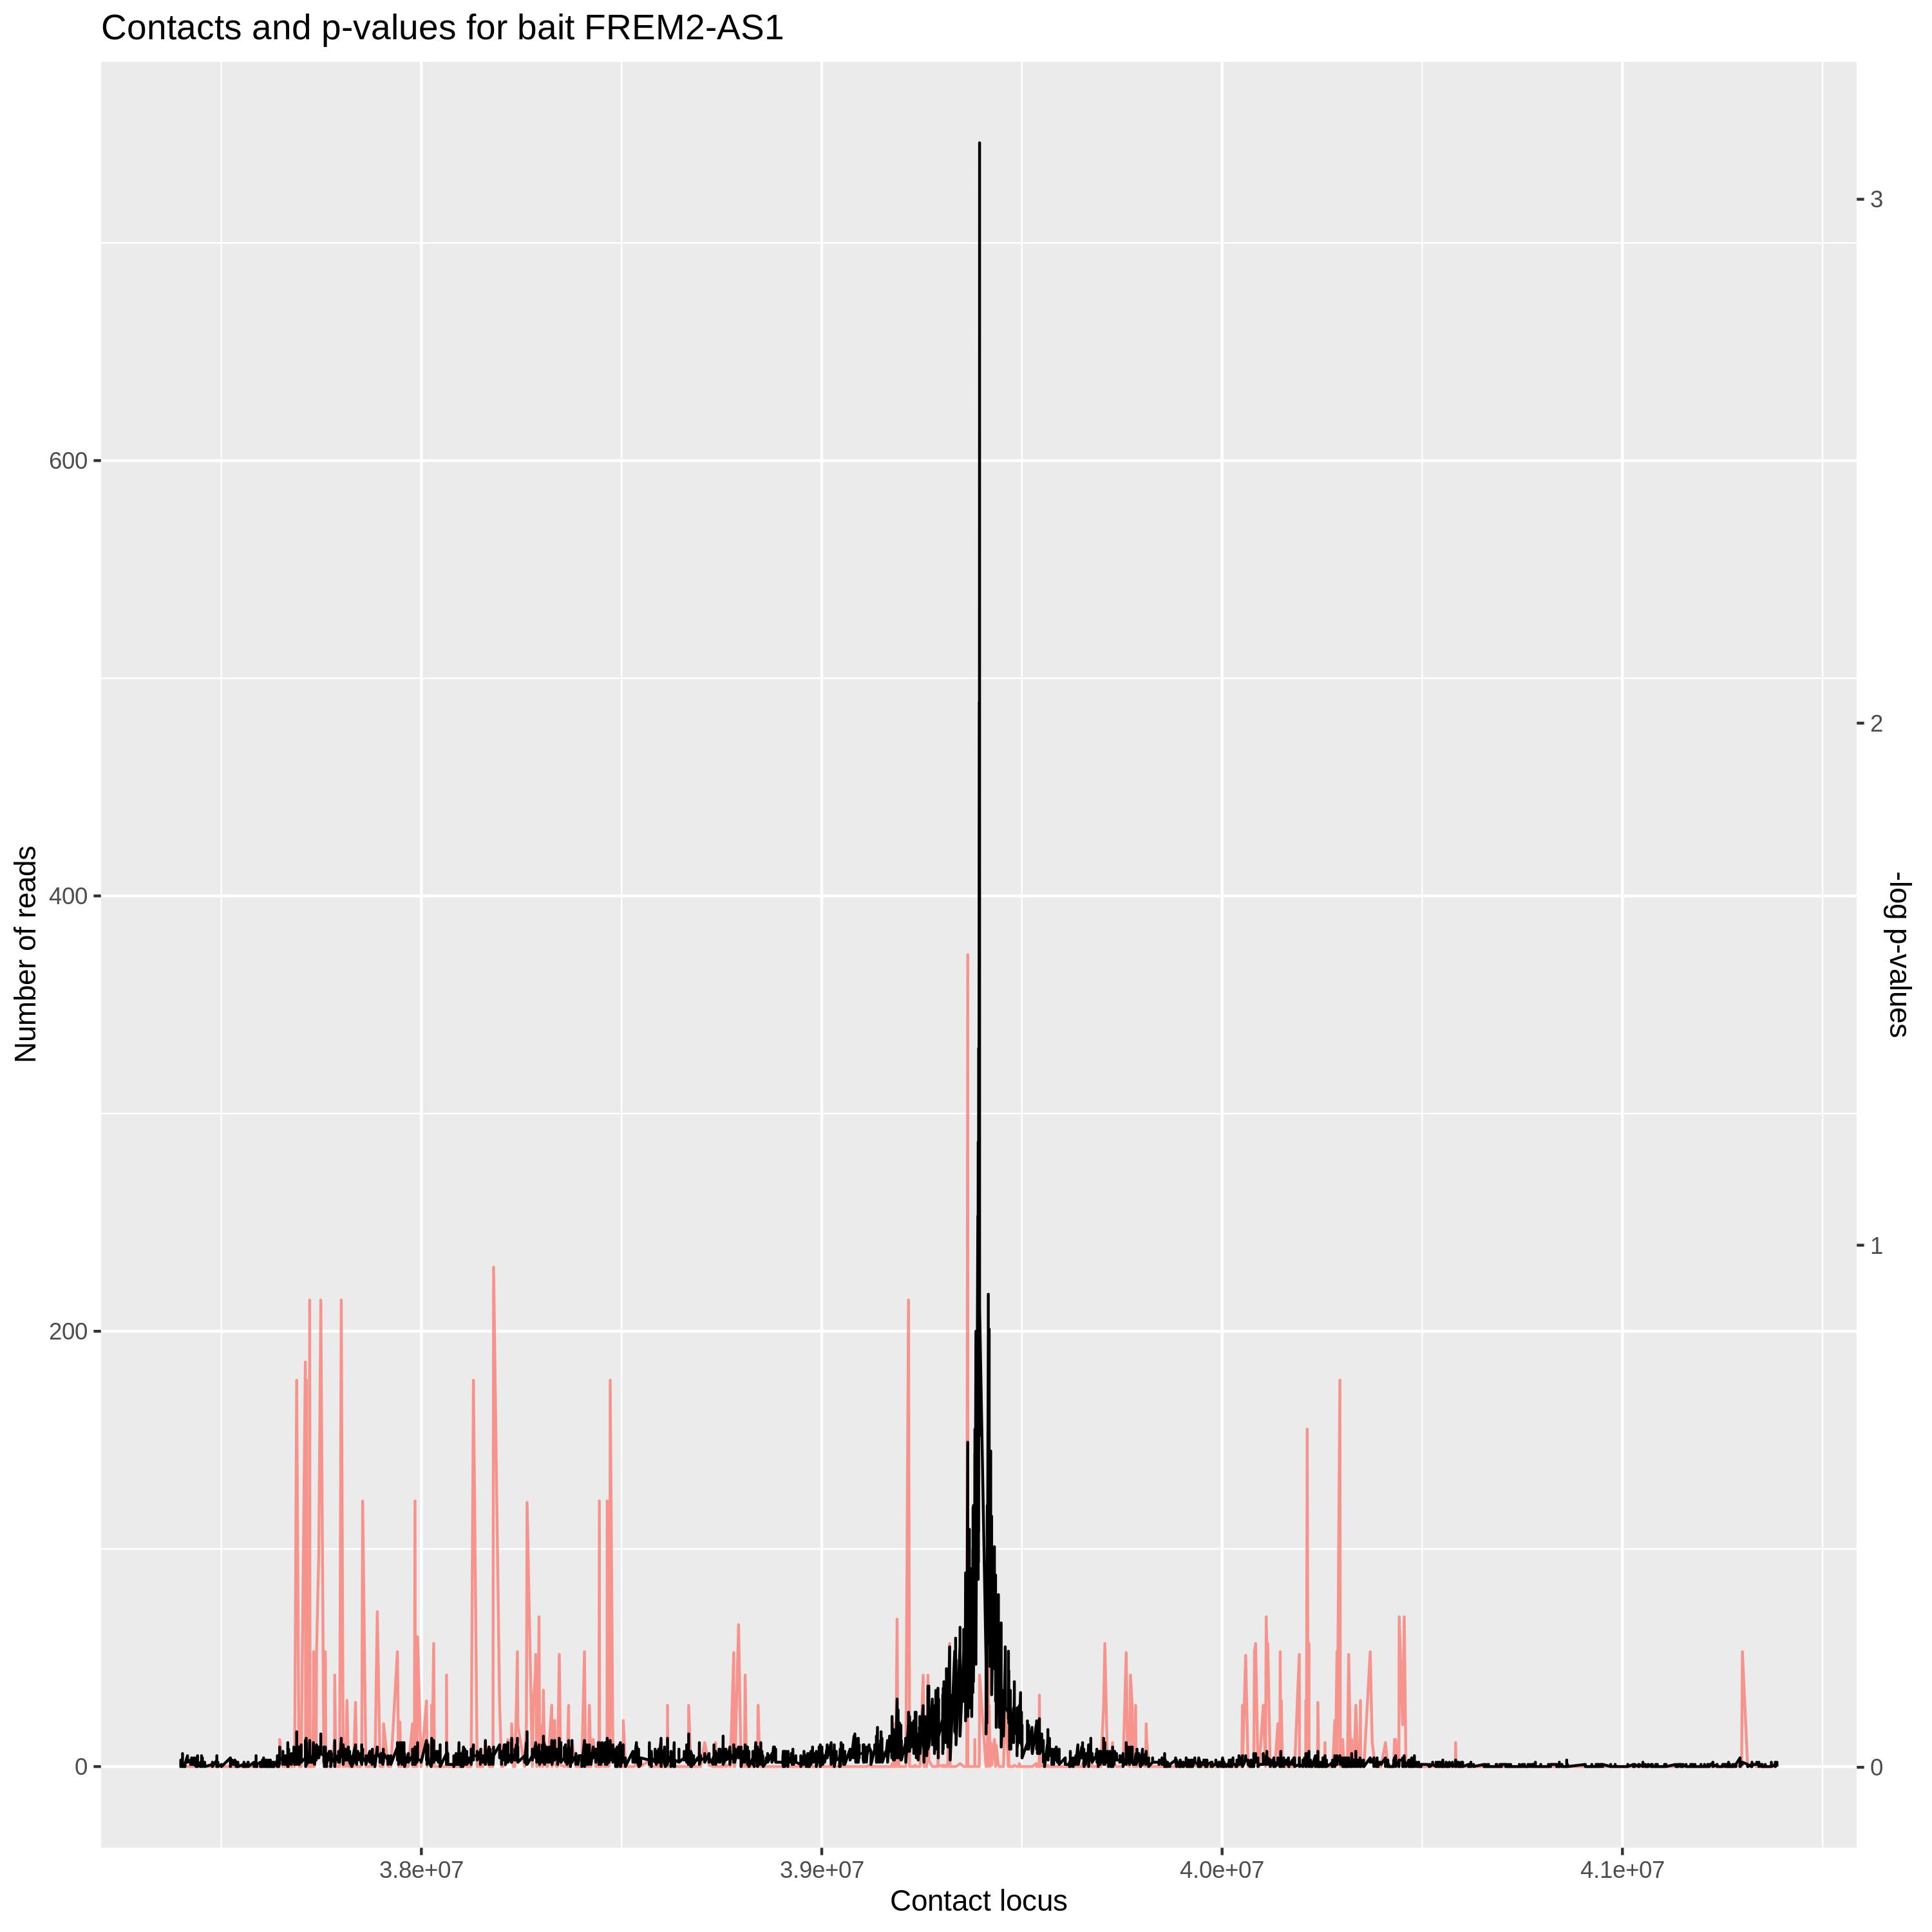 Contacts and p-values for bait FREM2-AS1
3
600
2
400
Number of reads
-log p-values
1
200
0
0
3.8e+07
3.9e+07
4.0e+07
4.1e+07
Contact locus